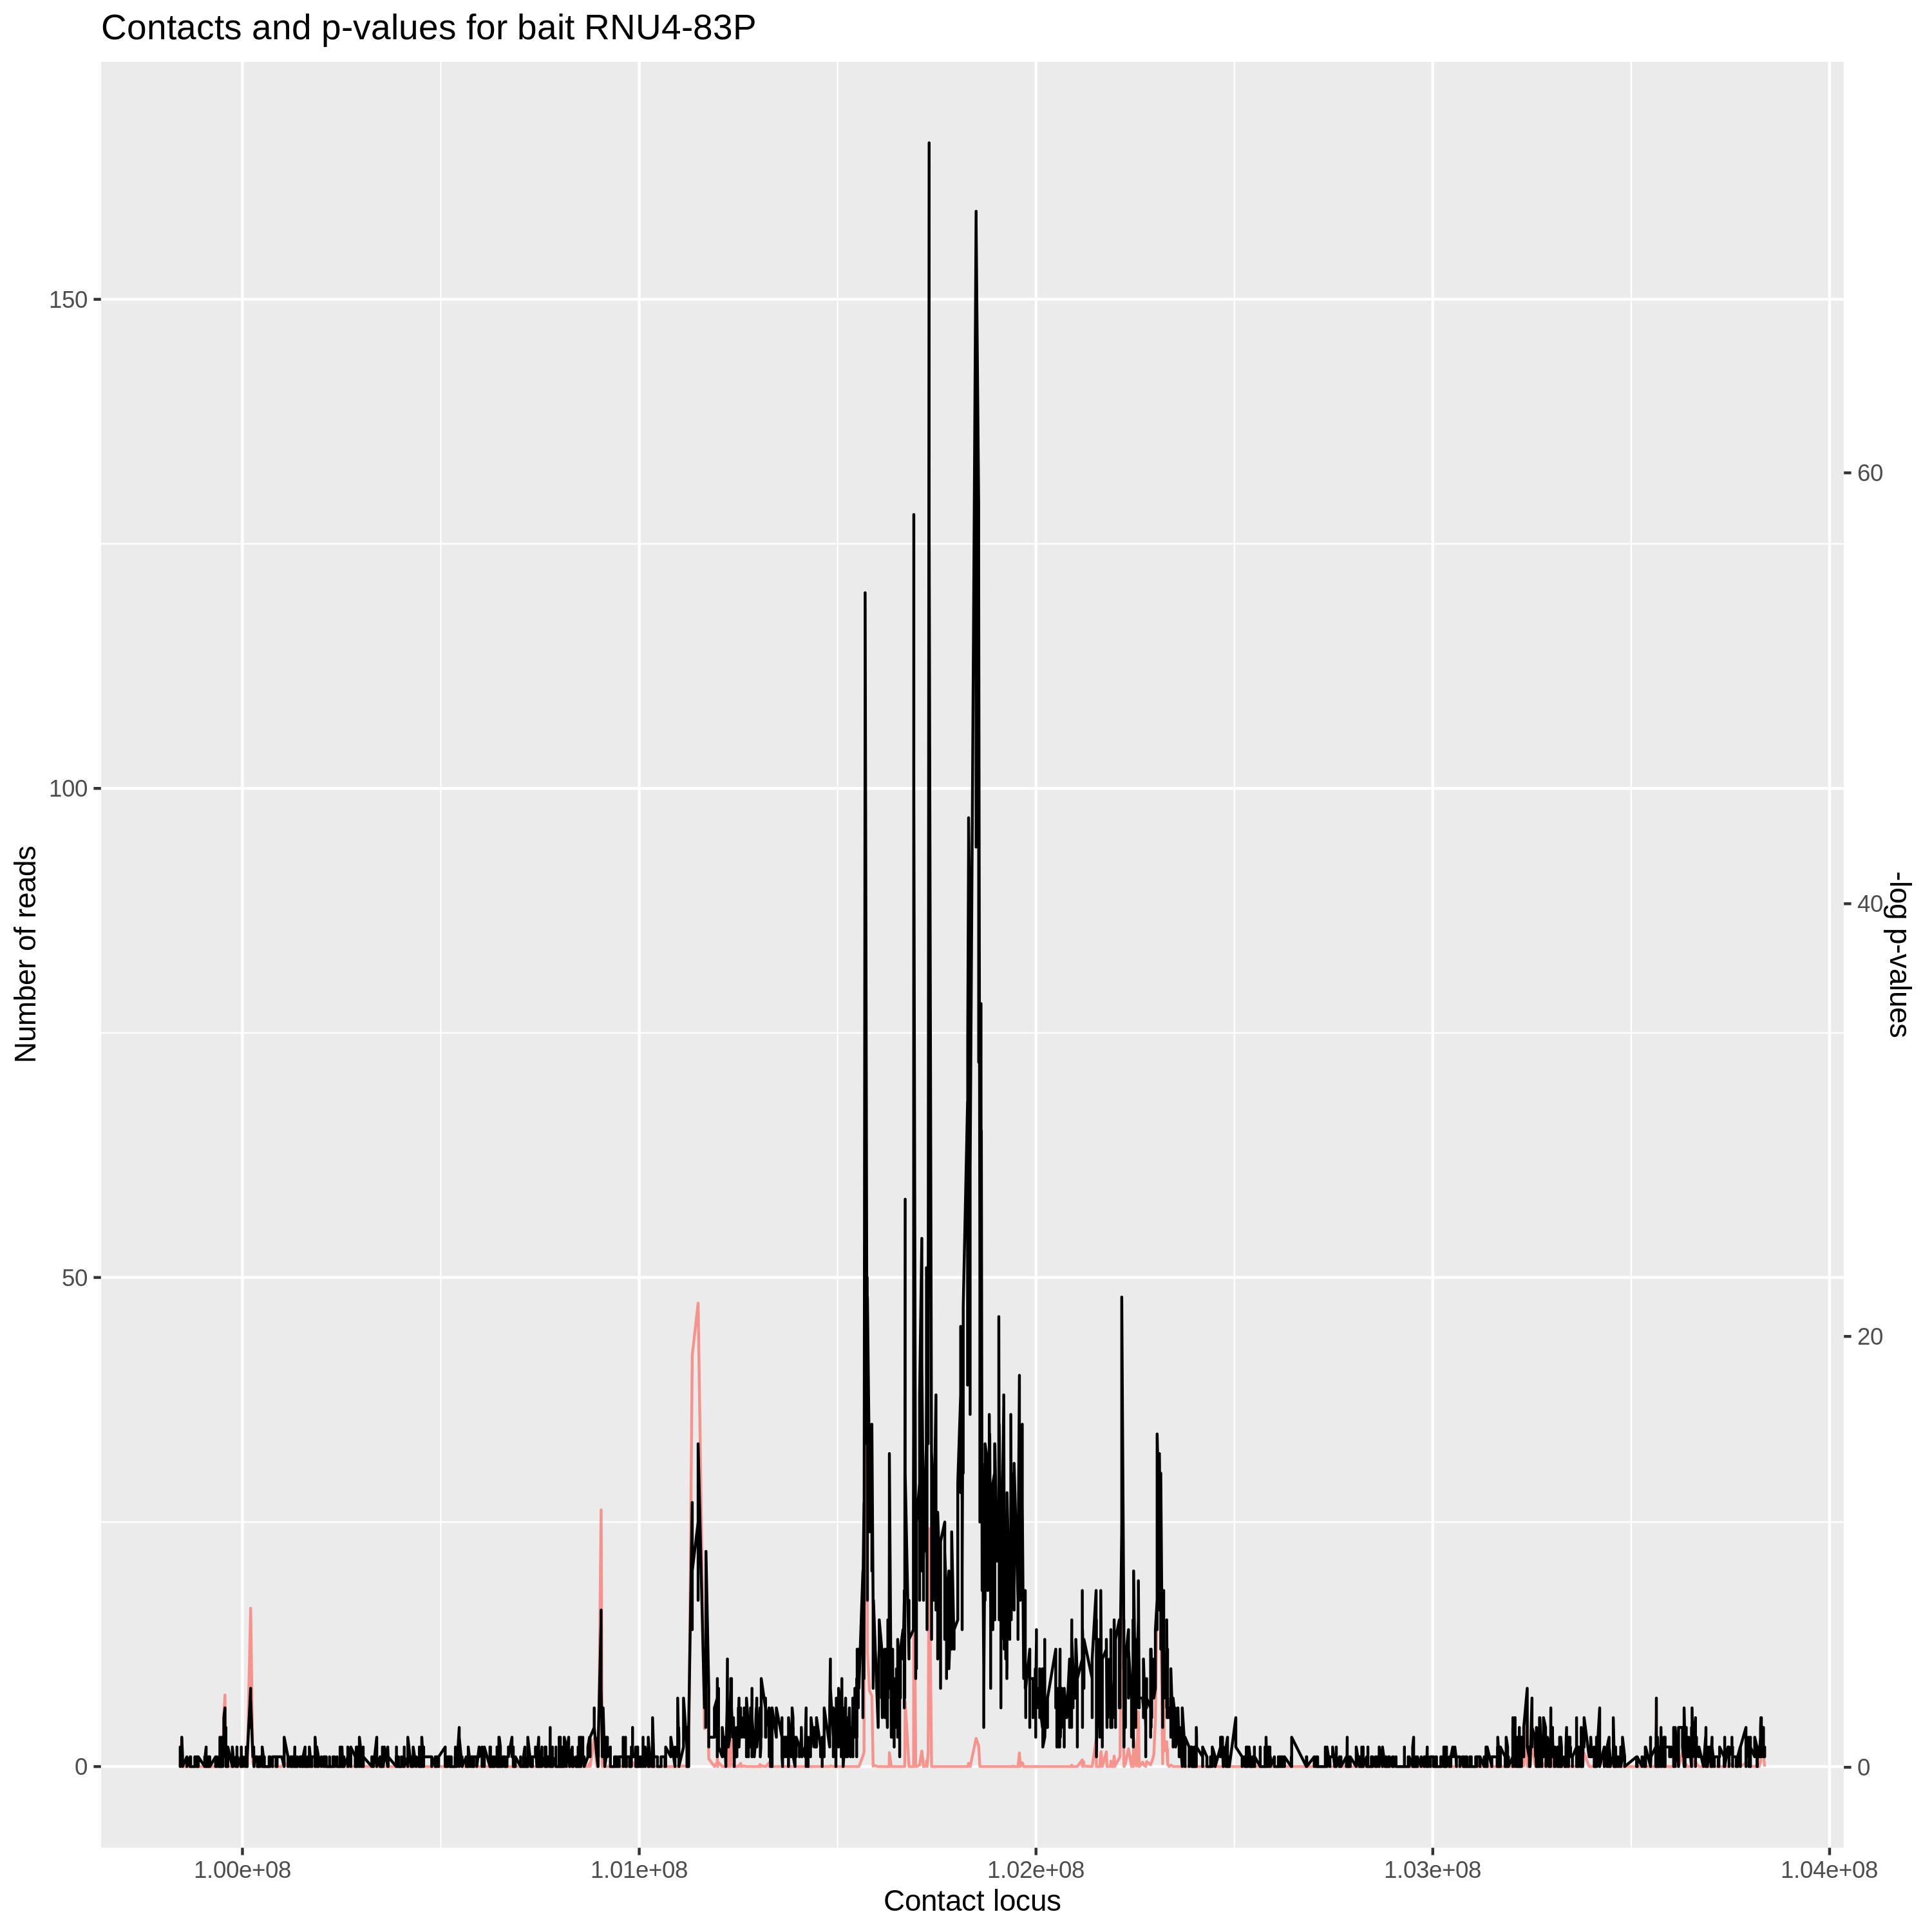 Contacts and p-values for bait RNU4-83P
150
100
50
0
Number of reads
60
40
20
0
-log p-values
1.00e+08
1.01e+08
1.02e+08
1.03e+08
1.04e+08
Contact locus